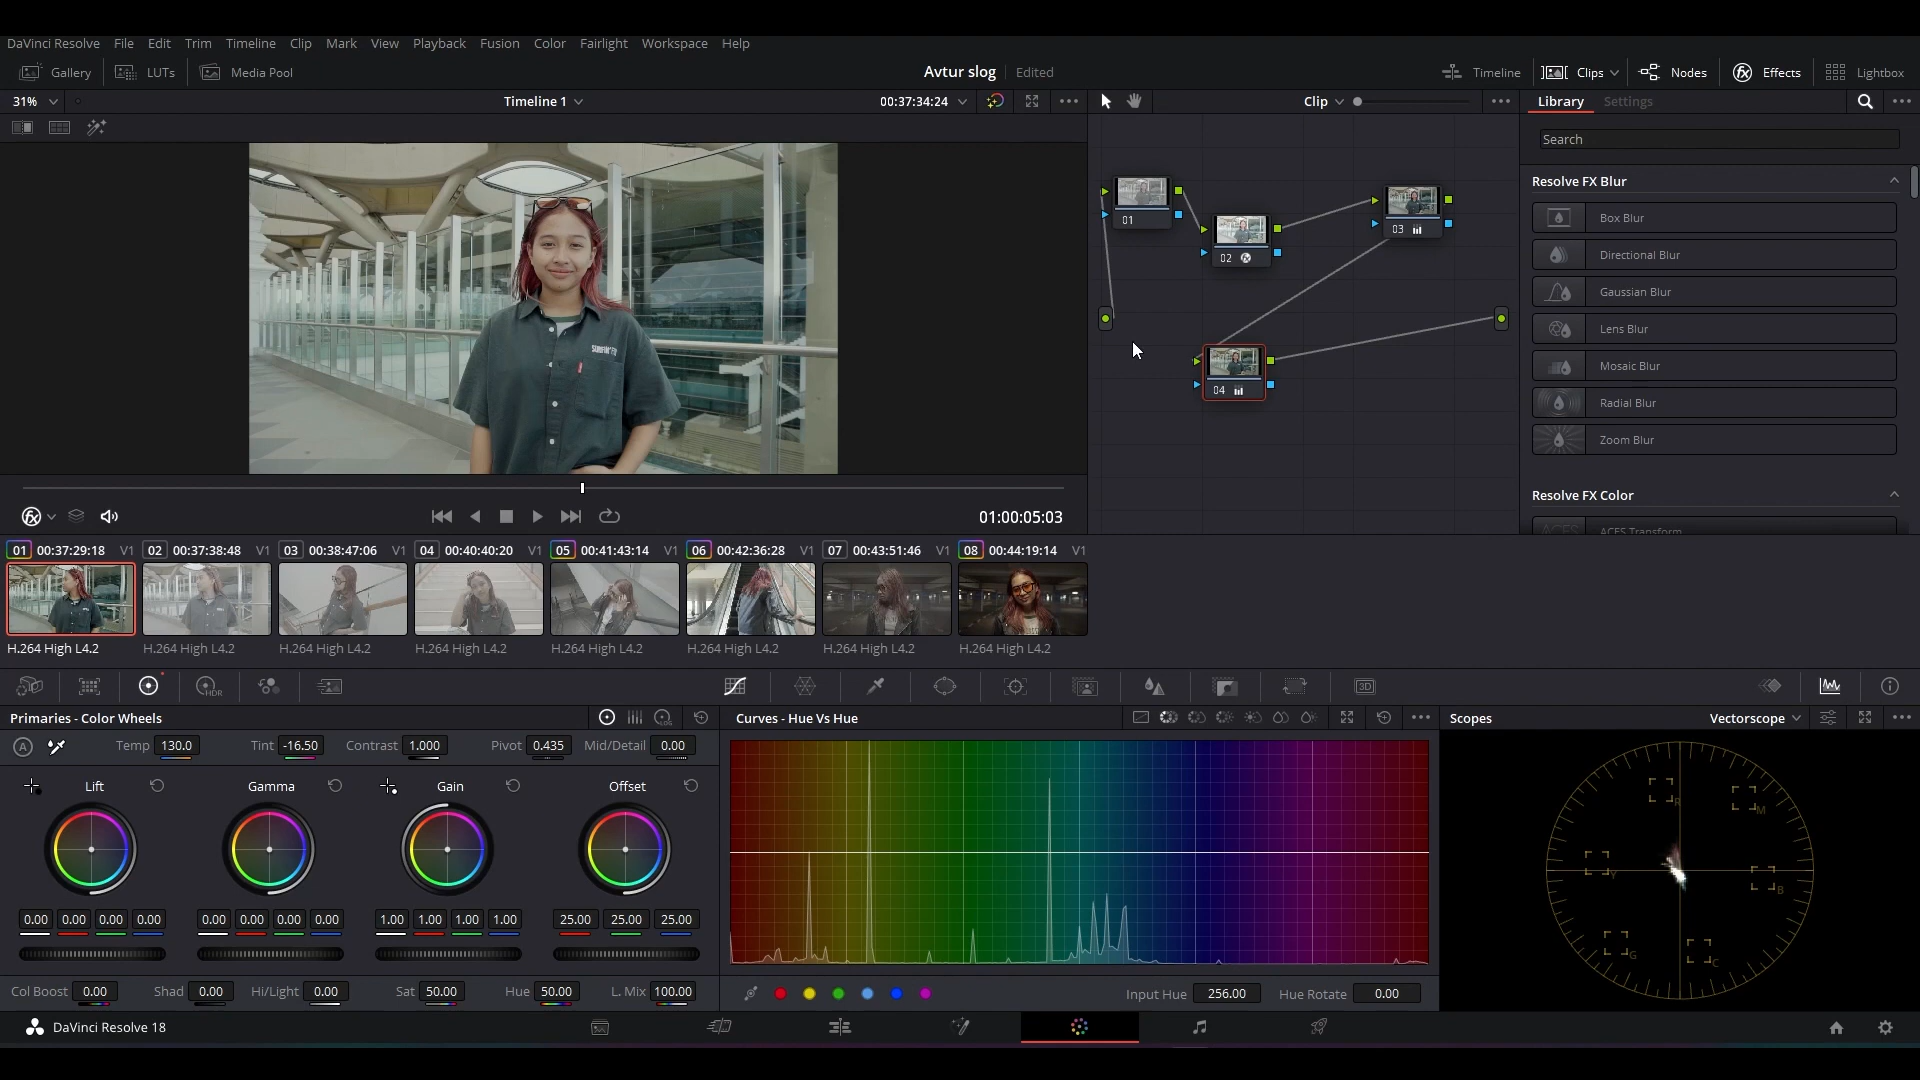 DaVinci Resolve File Edit Trim Timeline Clip Mark View Playback Fusion Color Fairlight Workspace Help
Gallery LUTs Media Pool Avtur slog Edited Timeline Clips Nodes Effects Lightbox
31% Timeline 1 00:37:34:24 Clip Library Settings
Search
Resolve FX Blur
Box Blur
Directional Blur
Gaussian Blur
Lens Blur
Mosaic Blur
Radial Blur
Zoom Blur
Resolve FX Color
ACES Transform
01
02
03
04
01:00:05:03
01 00:37:29:18 V1 02 00:37:38:48 V1 03 00:38:47:06 V1 04 00:40:40:20 V1 05 00:41:43:14 V1 06 00:42:36:28 V1 07 00:43:51:46 V1 08 00:44:19:14 V1
H.264 High L4.2 H.264 High L4.2 H.264 High L4.2 H.264 High L4.2 H.264 High L4.2 H.264 High L4.2 H.264 High L4.2 H.264 High L4.2
HDR 3D
Primaries - Color Wheels LOG Curves - Hue Vs Hue Scopes Vectorscope
A Temp 130.0 Tint -16.50 Contrast 1.000 Pivot 0.435 Mid/Detail 0.00
Lift Gamma Gain Offset
0.00 0.00 0.00 0.00 0.00 0.00 0.00 0.00 1.00 1.00 1.00 1.00 25.00 25.00 25.00
Col Boost 0.00 Shad 0.00 Hi/Light 0.00 Sat 50.00 Hue 50.00 L. Mix 100.00
Input Hue 256.00 Hue Rotate 0.00
R M
Y B
G C
DaVinci Resolve 18